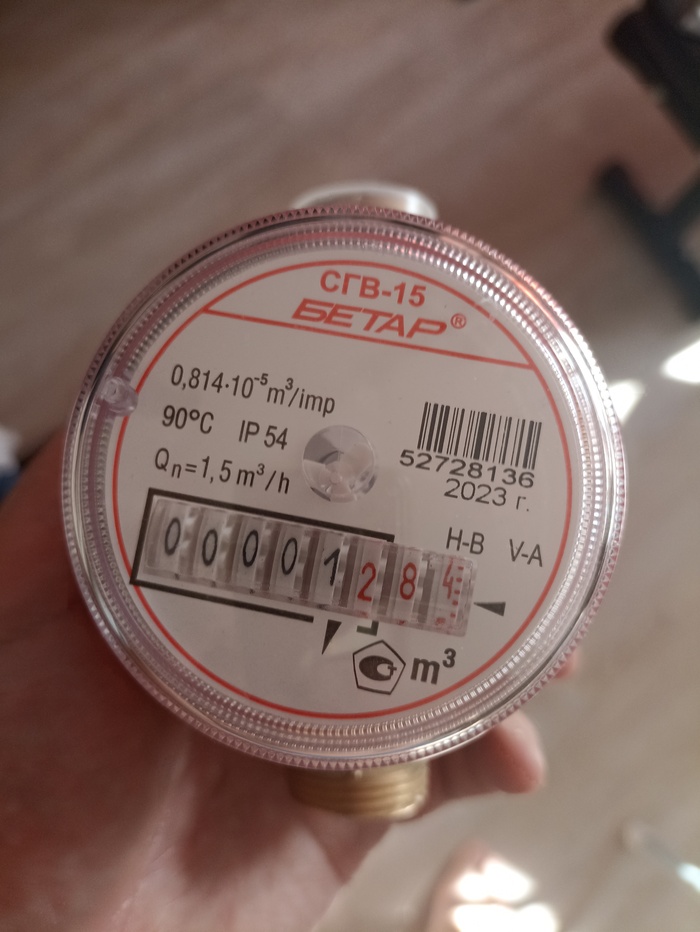 СГВ-15
БЕТАР®
0,814·10⁻⁵m³/imp
90°C IP 54
Qn=1,5 m³/h
52728136
2023 г.
H-B V-A
00001284
m³